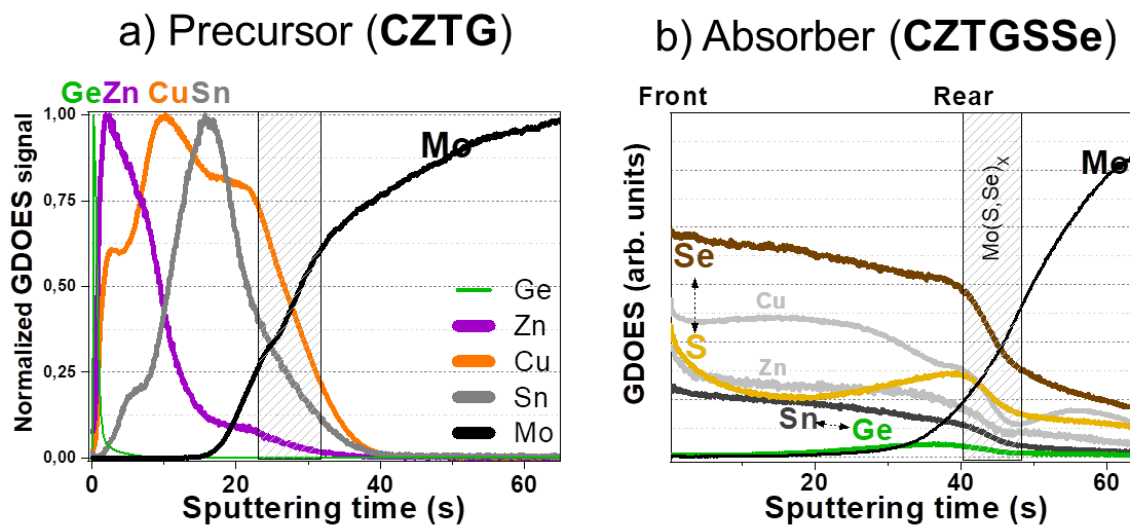 a) Precursor (CZTG)
GeZn CuSn
Normalized GDOES signal
1,00
0,75
0,50
0,25
0,00
Mo
Ge
Zn
Cu
Sn
Mo
0 20 40 60
Sputtering time (s)
b) Absorber (CZTGSSe)
Front Rear
GDOES (arb. units)
Se
S
Cu
Zn
Sn
Ge
Mo(S,Se)x
Mo
20 40 60
Sputtering time (s)